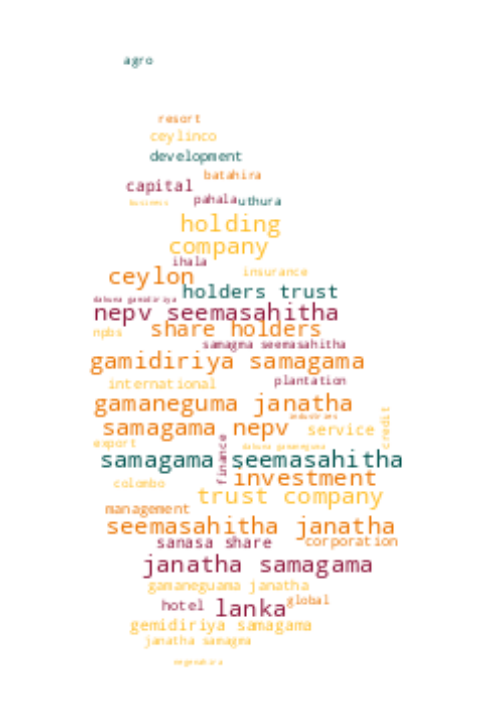 agro
resort
ceylinco
development
batahira
capital
pahala uthura
business
holding
company
ihala
ceylon insurance
holders trust
dakuna gamidiriya
nepv seemasahitha
npbs share holders
samagma seemasahitha
gamidiriya samagama
international plantation
gamaneguma janatha
industries
samagama nepv service credit
export dakuna gamaneguma
samagama seemasahitha
finance investment
colombo
trust company
management
seemasahitha janatha
sanasa share corporation
janatha samagama
gamaneguama janatha
hotel lanka global
gemidiriya samagama
janatha samagma